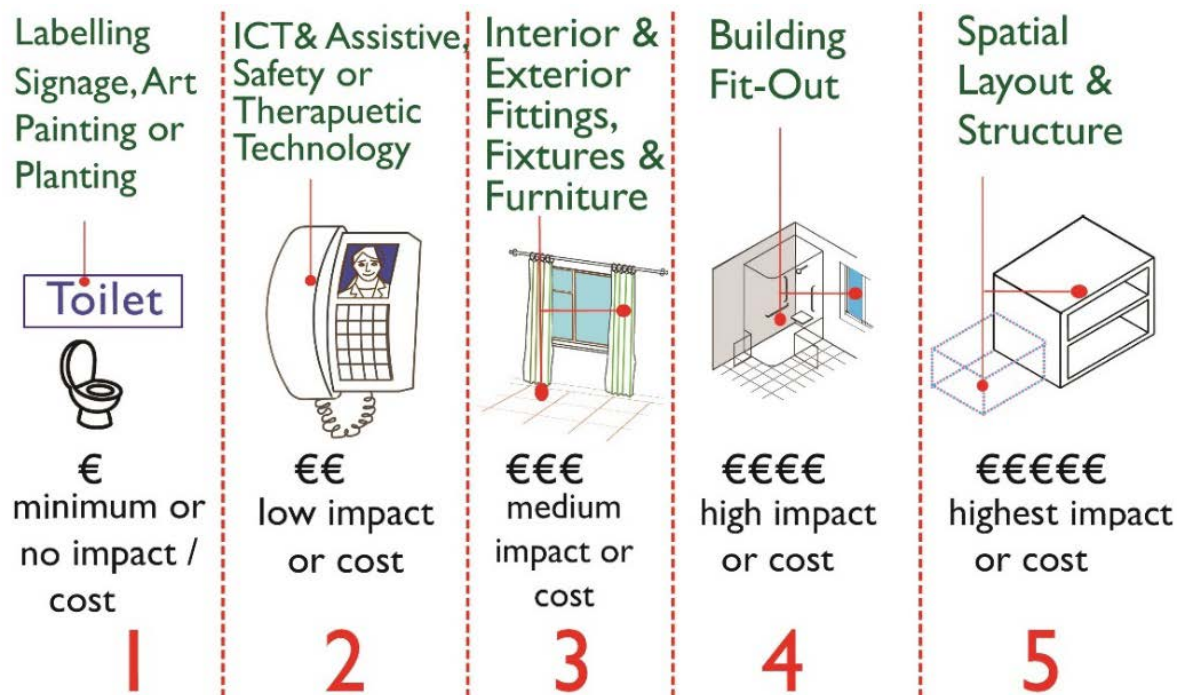 Labelling
Signage, Art
Painting or
Planting
Toilet
€
minimum or
no impact /
cost
1
ICT& Assistive,
Safety or
Therapuetic
Technology
€€
low impact
or cost
2
Interior &
Exterior
Fittings,
Fixtures &
Furniture
€€€
medium
impact or
cost
3
Building
Fit-Out
€€€€
high impact
or cost
4
Spatial
Layout &
Structure
€€€€€
highest impact
or cost
5